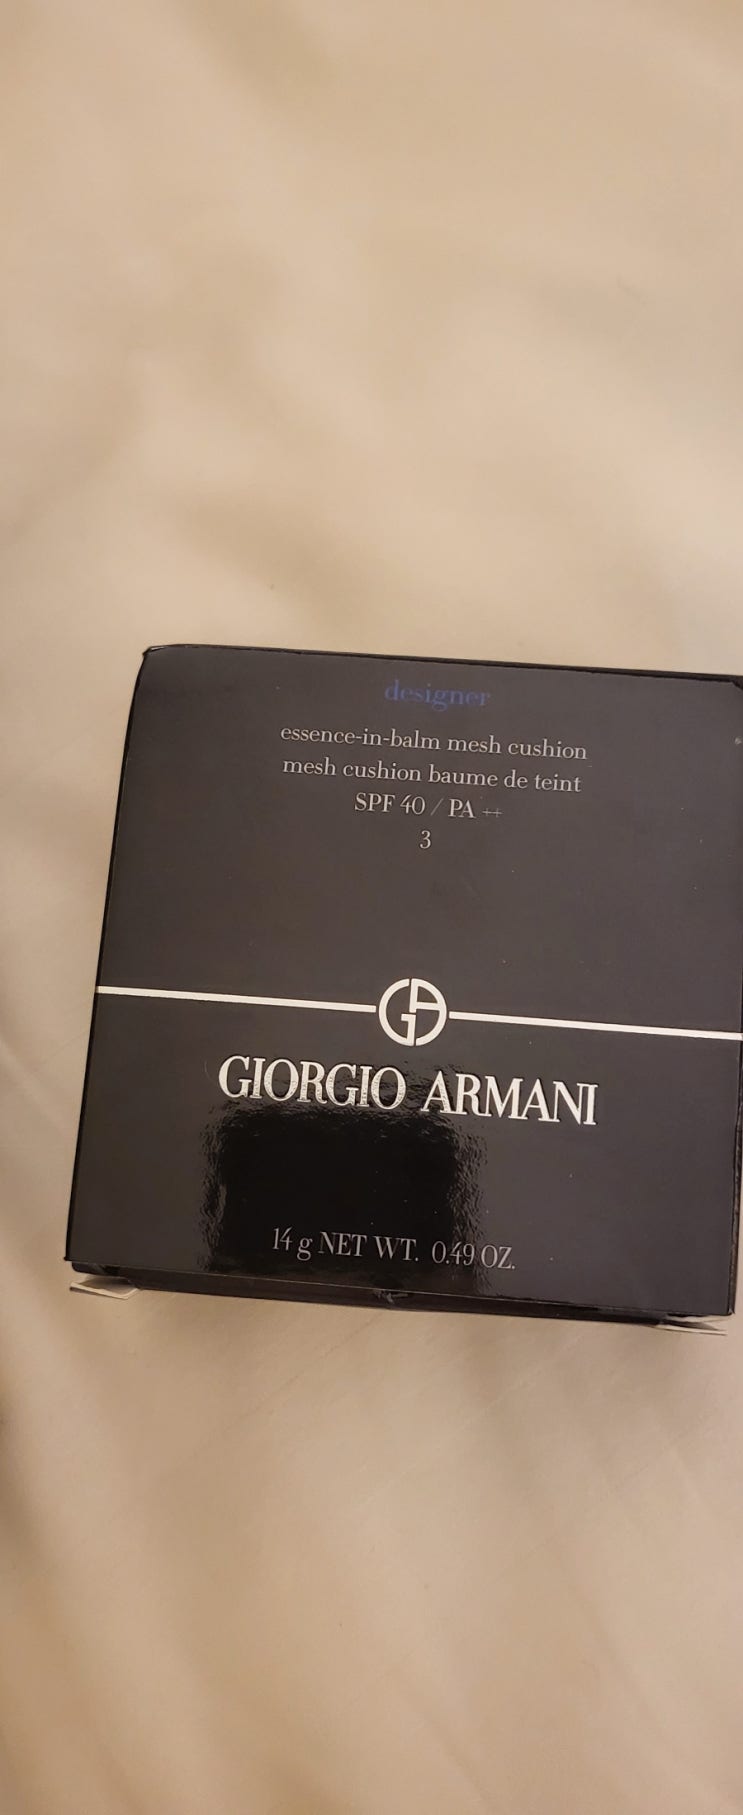 designer
essence-in-balm mesh cushion
mesh cushion baume de teint
SPF 40 / PA ++
3
GA
GIORGIO ARMANI
14 g NET WT. 0.49 OZ.